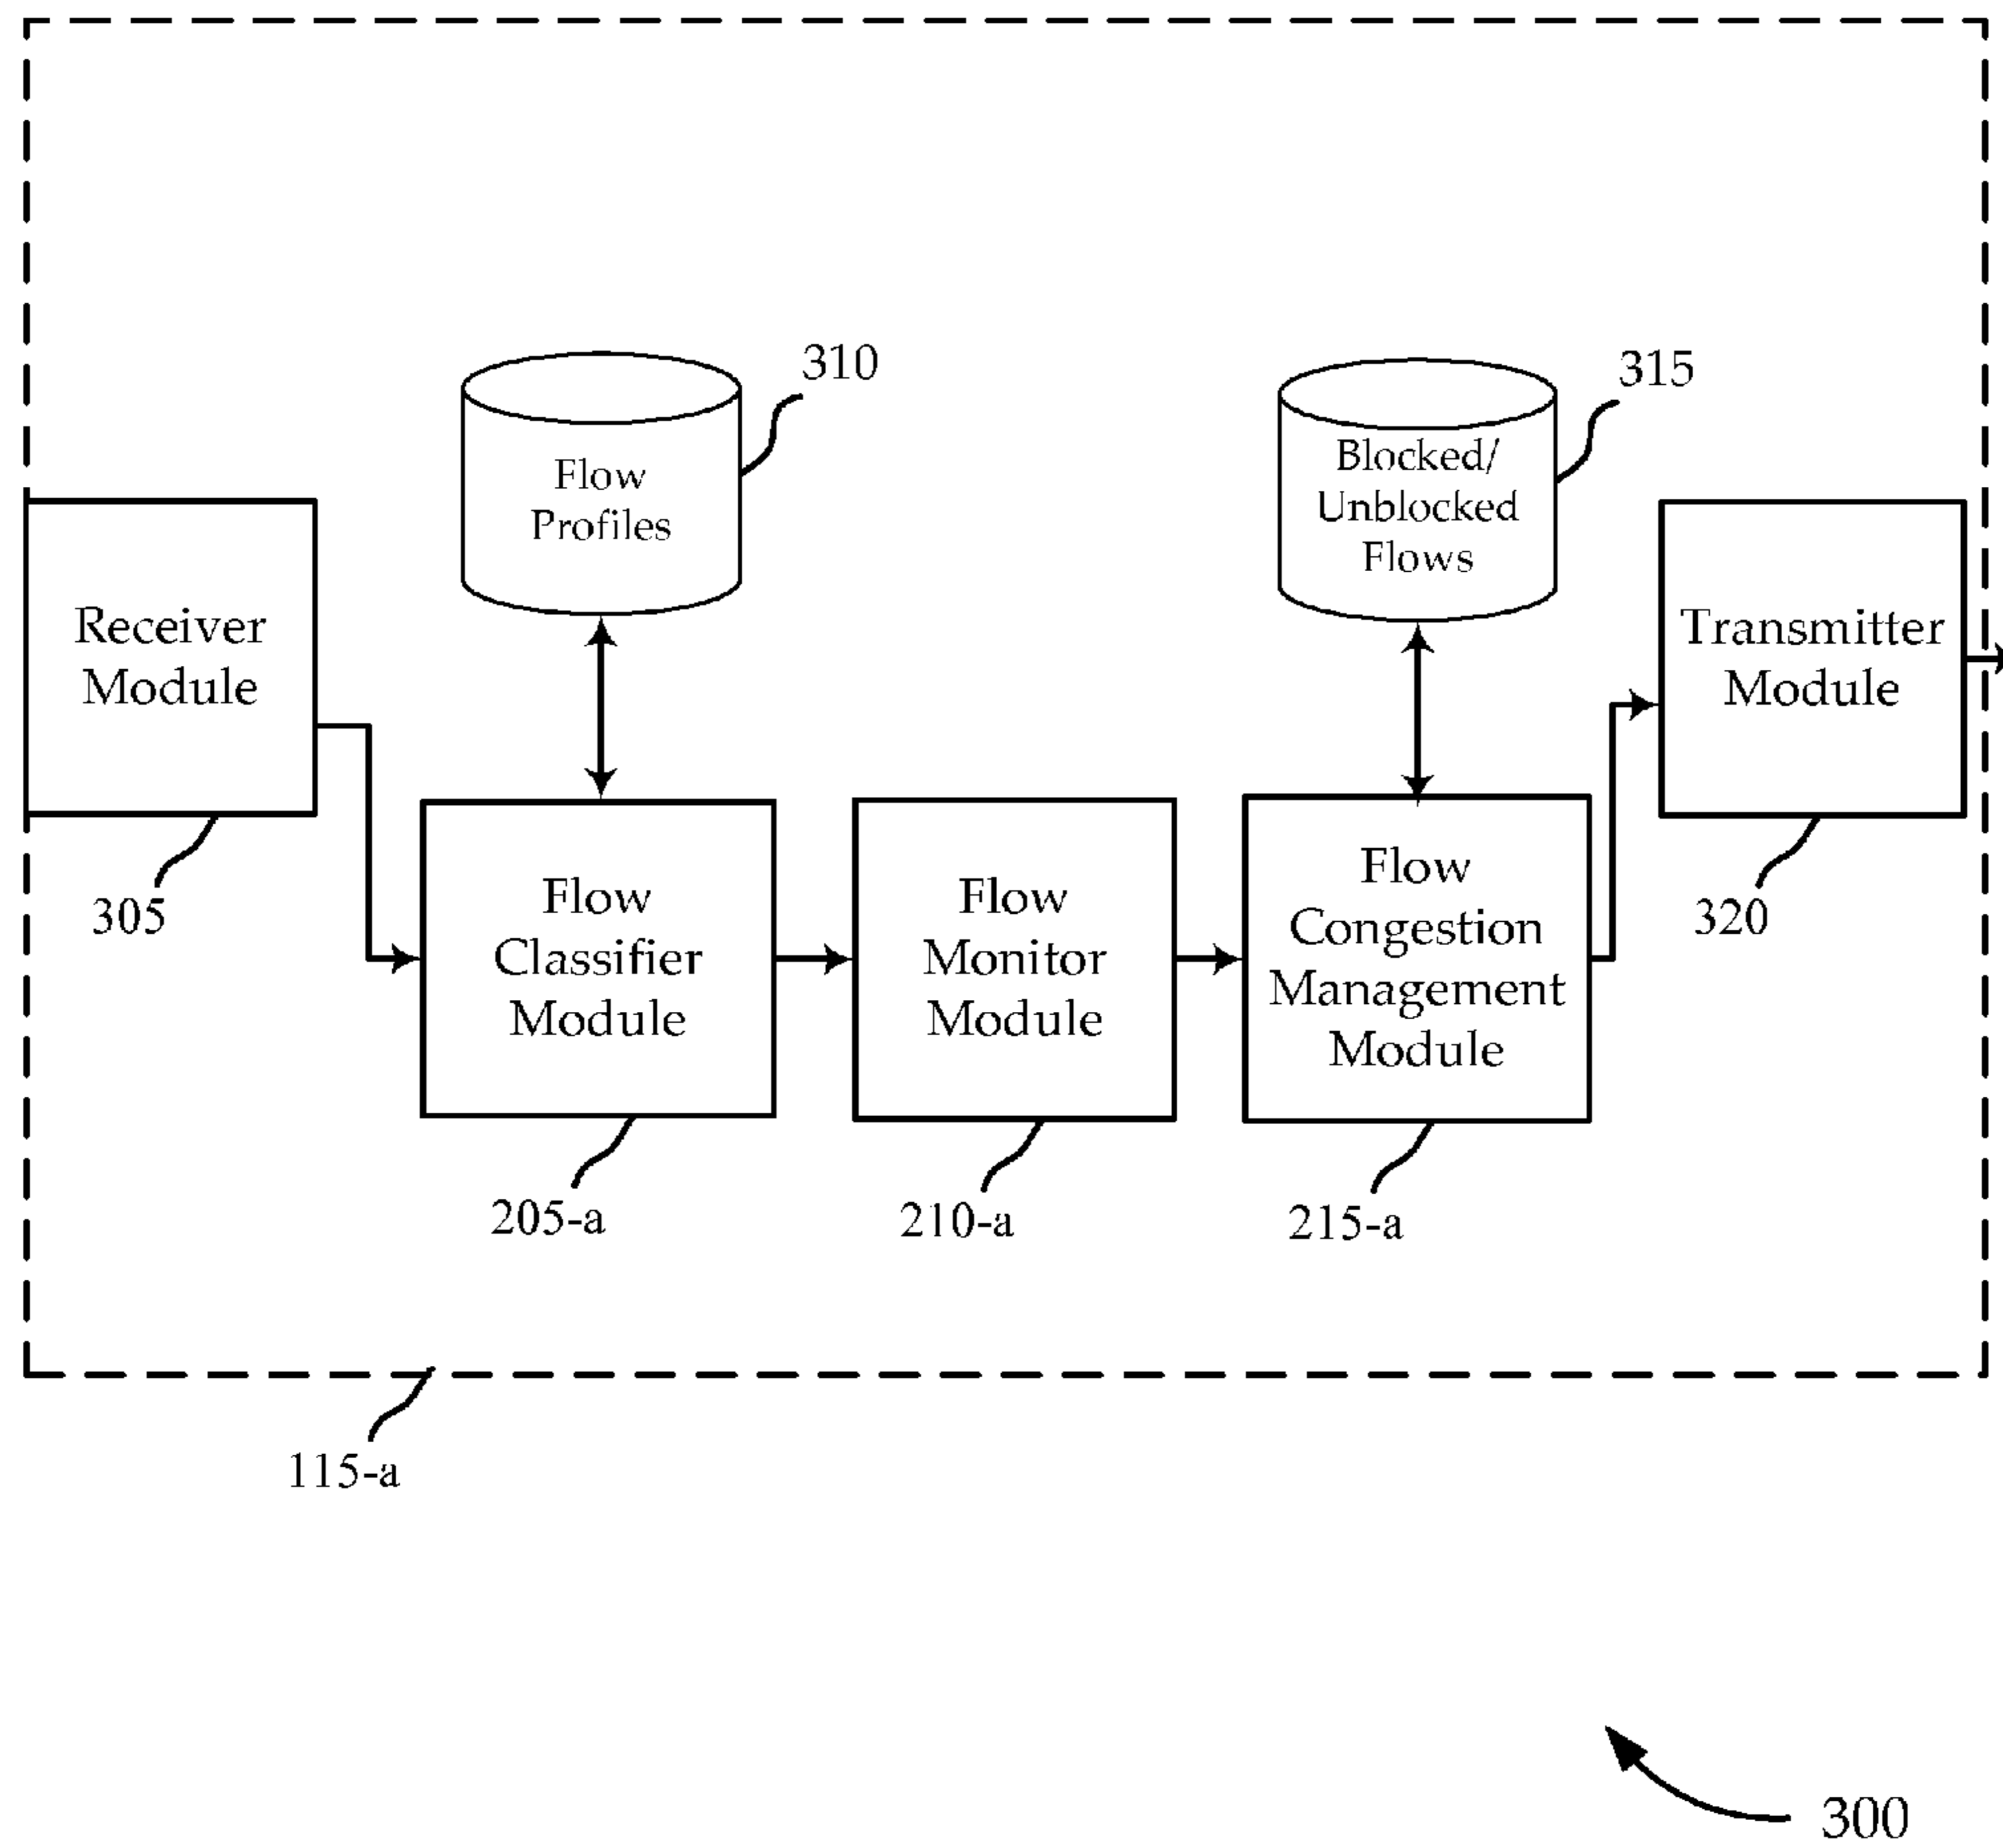 310
Flow
Profiles
315
Blocked/
Unblocked
Flows
Receiver
Module
305
Transmitter
Module
320
Flow
Classifier
Module
205-a
Flow
Monitor
Module
210-a
Flow
Congestion
Management
Module
215-a
115-a
300